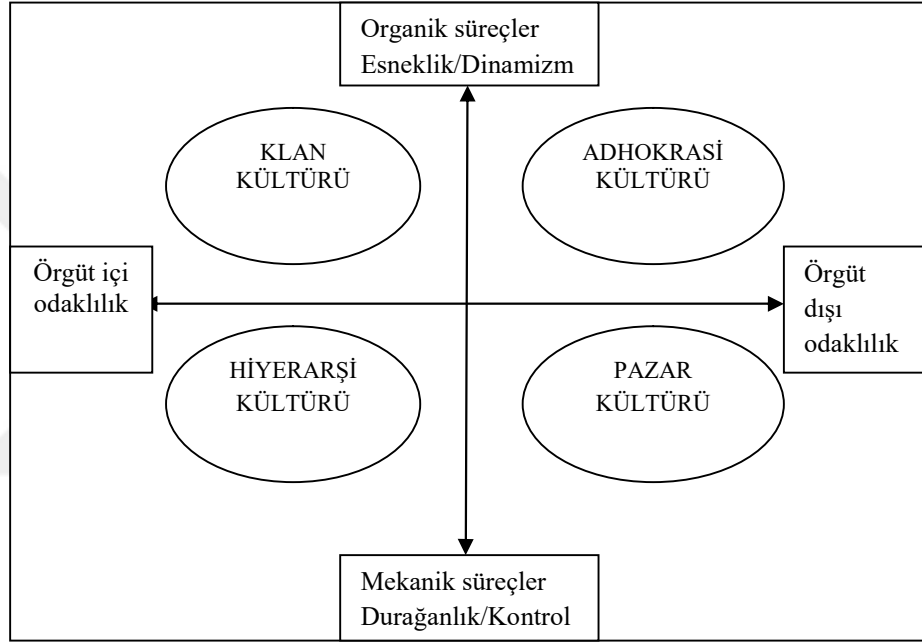 Organik süreçler
Esneklik/Dinamizm
KLAN
KÜLTÜRÜ
ADHOKRASİ
KÜLTÜRÜ
Örgüt içi
odaklılık
Örgüt
dışı
odaklılık
HİYERARŞİ
KÜLTÜRÜ
PAZAR
KÜLTÜRÜ
Mekanik süreçler
Durağanlık/Kontrol